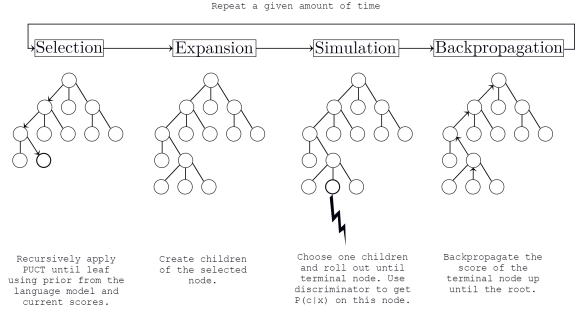 Repeat a given amount of time
Selection
Expansion
Simulation
Backpropagation
Recursively apply
PUCT until leaf
using prior from the
language model and
current scores.
Create children
of the selected
node.
Choose one children
and roll out until
terminal node. Use
discriminator to get
P(c|x) on this node.
Backpropagate the
score of the
terminal node up
until the root.